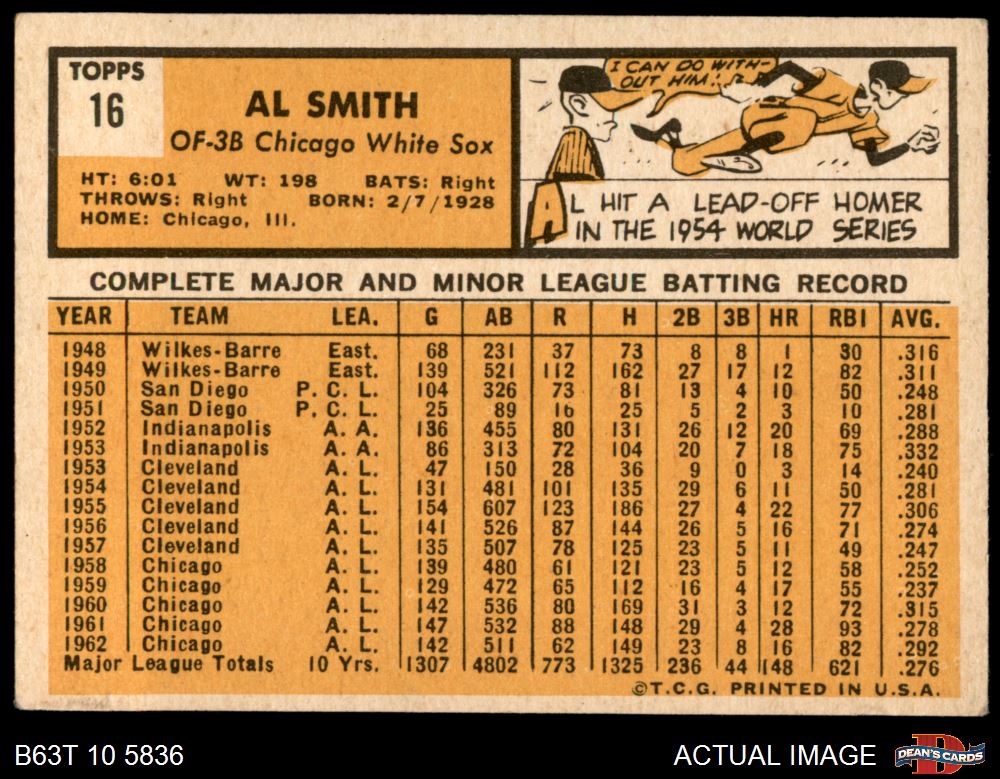 TOPPS
16
AL SMITH
OF-3B Chicago White Sox
HT: 6:01 WT: 198 BATS: Right
THROWS: Right BORN: 2/7/1928
HOME: Chicago, Ill.
I CAN DO WITH-
OUT HIM!
AL HIT A LEAD-OFF HOMER
IN THE 1954 WORLD SERIES
COMPLETE MAJOR AND MINOR LEAGUE BATTING RECORD
YEAR TEAM LEA. G AB R H 2B 3B HR RBI AVG.
1948 Wilkes-Barre East. 68 231 37 73 8 8 1 30 .316
1949 Wilkes-Barre East. 139 521 112 162 27 17 12 82 .311
1950 San Diego P. C. L. 104 326 73 81 13 4 10 50 .248
1951 San Diego P. C. L. 25 89 16 25 5 2 3 10 .281
1952 Indianapolis A. A. 136 455 80 131 26 12 20 69 .288
1953 Indianapolis A. A. 86 313 72 104 20 7 18 75 .332
1953 Cleveland A. L. 47 150 28 36 9 0 3 14 .240
1954 Cleveland A. L. 131 481 101 135 29 6 11 50 .281
1955 Cleveland A. L. 154 607 123 186 27 4 22 77 .306
1956 Cleveland A. L. 141 526 87 144 26 5 16 71 .274
1957 Cleveland A. L. 135 507 78 125 23 5 11 49 .247
1958 Chicago A. L. 139 480 61 121 23 5 12 58 .252
1959 Chicago A. L. 129 472 65 112 16 4 17 55 .237
1960 Chicago A. L. 142 536 80 169 31 3 12 72 .315
1961 Chicago A. L. 147 532 88 148 29 4 28 93 .278
1962 Chicago A. L. 142 511 62 149 23 8 16 82 .292
Major League Totals 10 Yrs. 1307 4802 773 1325 236 44 148 621 .276
©T.C.G. PRINTED IN U.S.A.
B63T 10 5836
ACTUAL IMAGE
D
DEAN'S CARDS